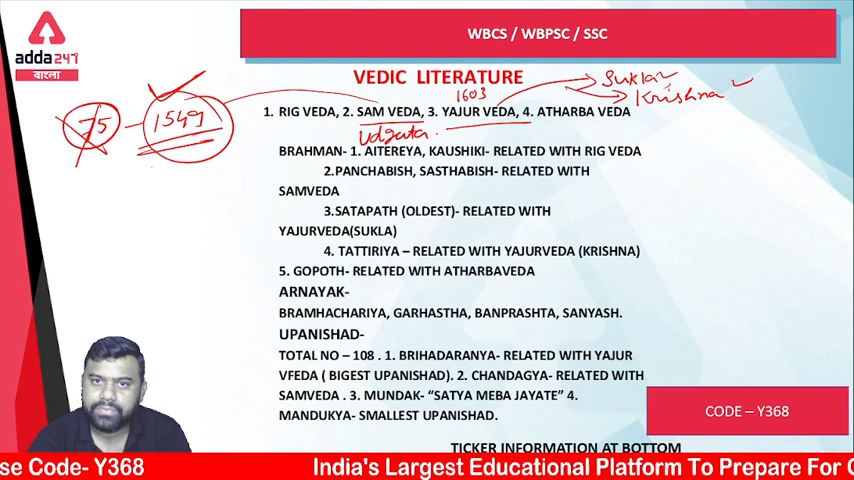 WBCS / WBPSC / SSC
adda247
বাংলা
VEDIC LITERATURE
Sukla
Krishna
1603
75 - 1549
1. RIG VEDA, 2. SAM VEDA, 3. YAJUR VEDA, 4. ATHARBA VEDA
Udgata.
BRAHMAN- 1. AITEREYA, KAUSHIKI- RELATED WITH RIG VEDA
2.PANCHABISH, SASTHABISH- RELATED WITH
SAMVEDA
3.SATAPATH (OLDEST)- RELATED WITH
YAJURVEDA(SUKLA)
4. TATTIRIYA – RELATED WITH YAJURVEDA (KRISHNA)
5. GOPOTH- RELATED WITH ATHARBAVEDA
ARNAYAK-
BRAMHACHARIYA, GARHASTHA, BANPRASHTA, SANYASH.
UPANISHAD-
TOTAL NO – 108 . 1. BRIHADARANYA- RELATED WITH YAJUR
VFEDA ( BIGEST UPANISHAD). 2. CHANDAGYA- RELATED WITH
SAMVEDA . 3. MUNDAK- “SATYA MEBA JAYATE” 4.
MANDUKYA- SMALLEST UPANISHAD.
CODE – Y368
TICKER INFORMATION AT BOTTOM
se Code- Y368 India's Largest Educational Platform To Prepare For G